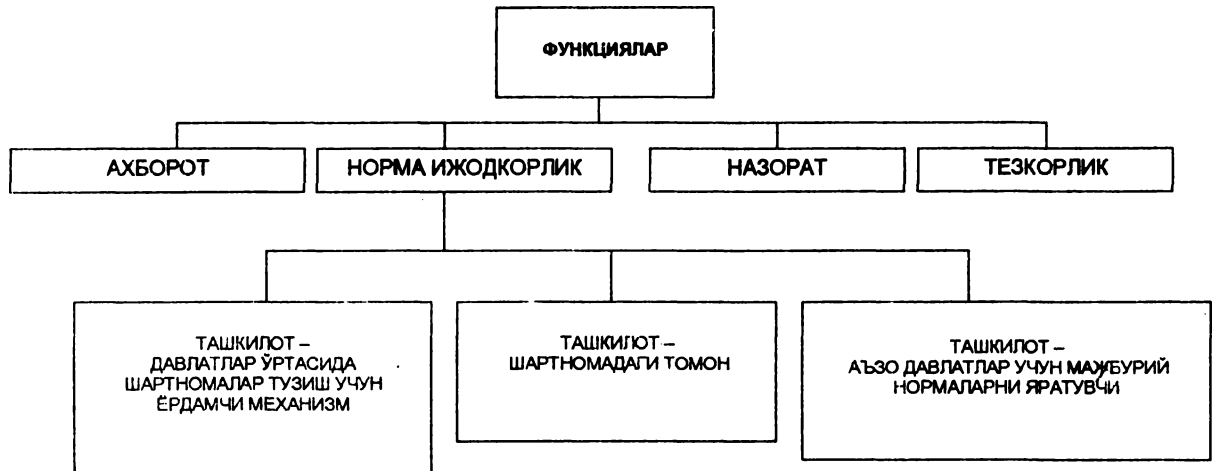 ФУНКЦИЯЛАР
АХБОРОТ
НОРМА ИЖОДКОРЛИК
НАЗОРАТ
ТЕЗКОРЛИК
ТАШКИЛОТ –
ДАВЛАТЛАР ЎРТАСИДА
ШАРТНОМАЛАР ТУЗИШ УЧУН
ЁРДАМЧИ МЕХАНИЗМ
ТАШКИЛОТ –
ШАРТНОМАДАГИ ТОМОН
ТАШКИЛОТ –
АЪЗО ДАВЛАТЛАР УЧУН МАЖБУРИЙ
НОРМАЛАРНИ ЯРАТУВЧИ